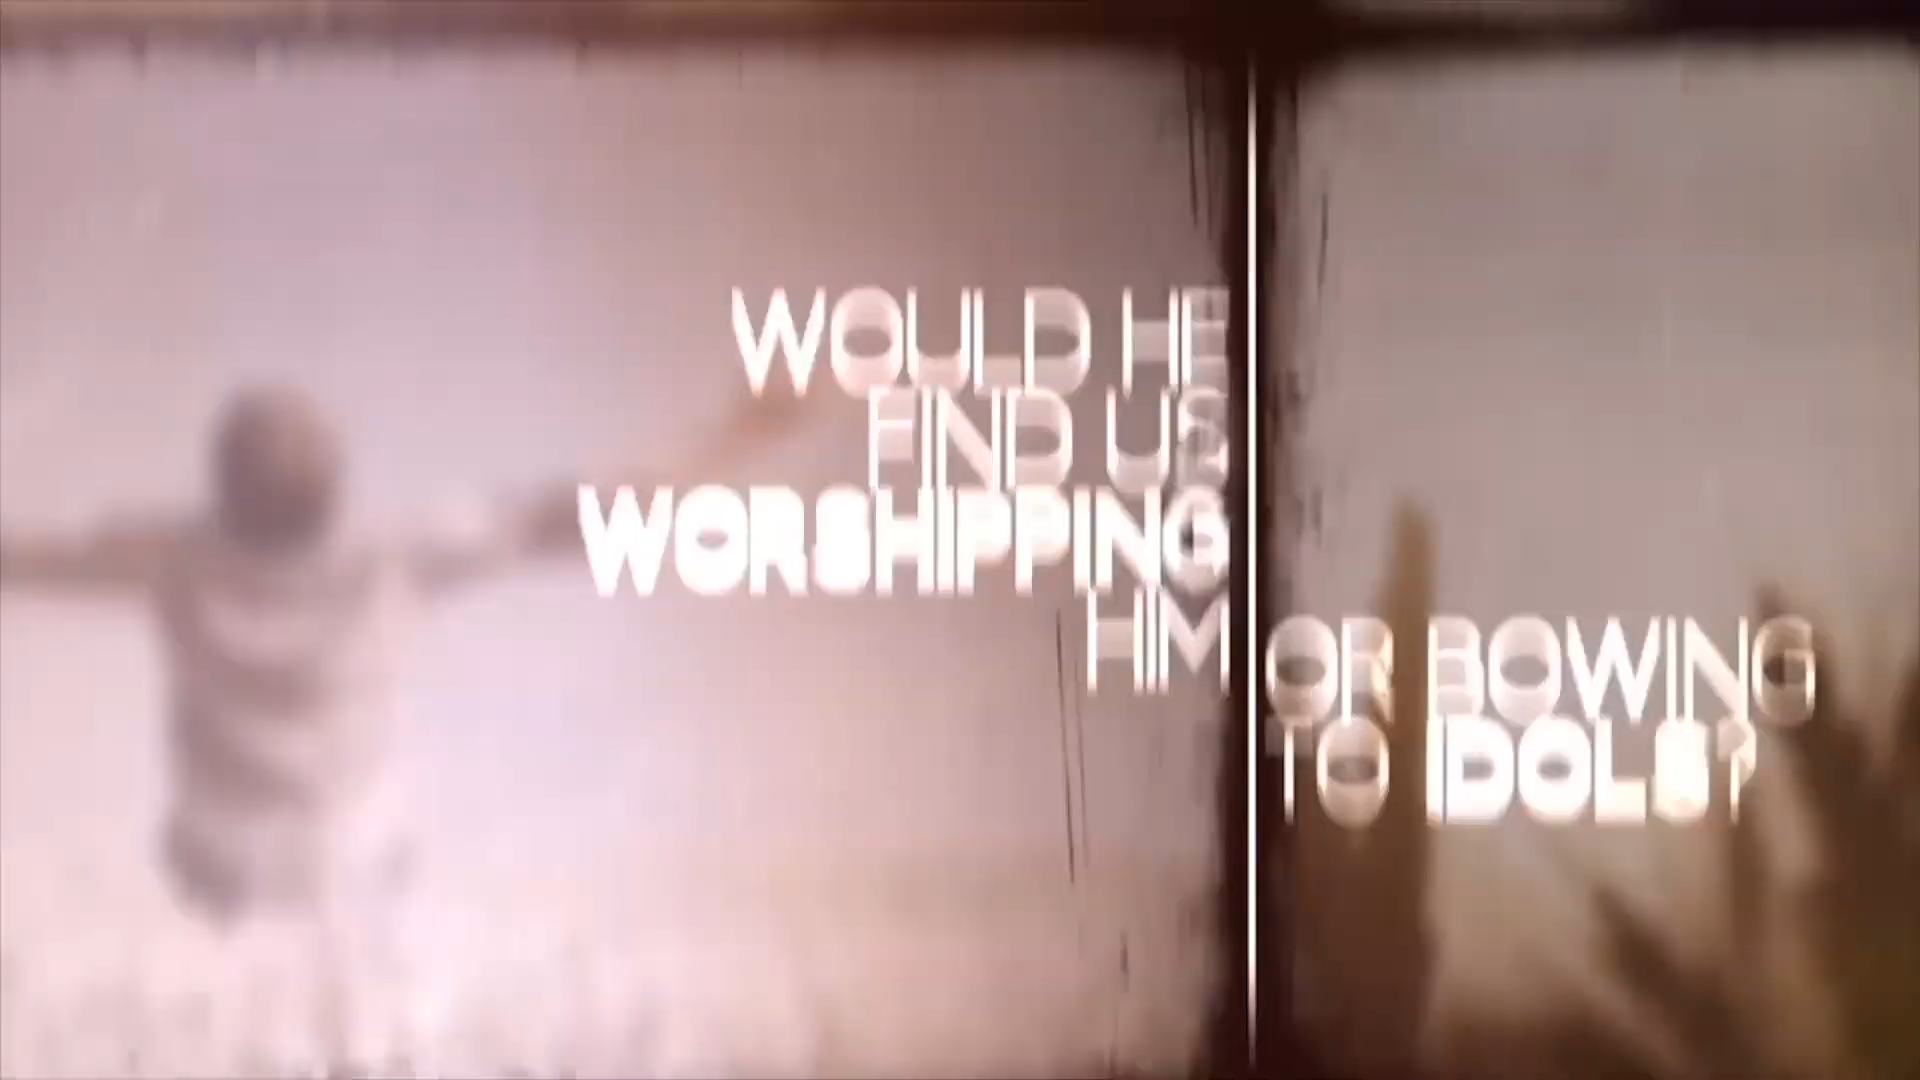 WOULD HE
FIND US
WORSHIPPING
HIM
OR BOWING
TO IDOLS?